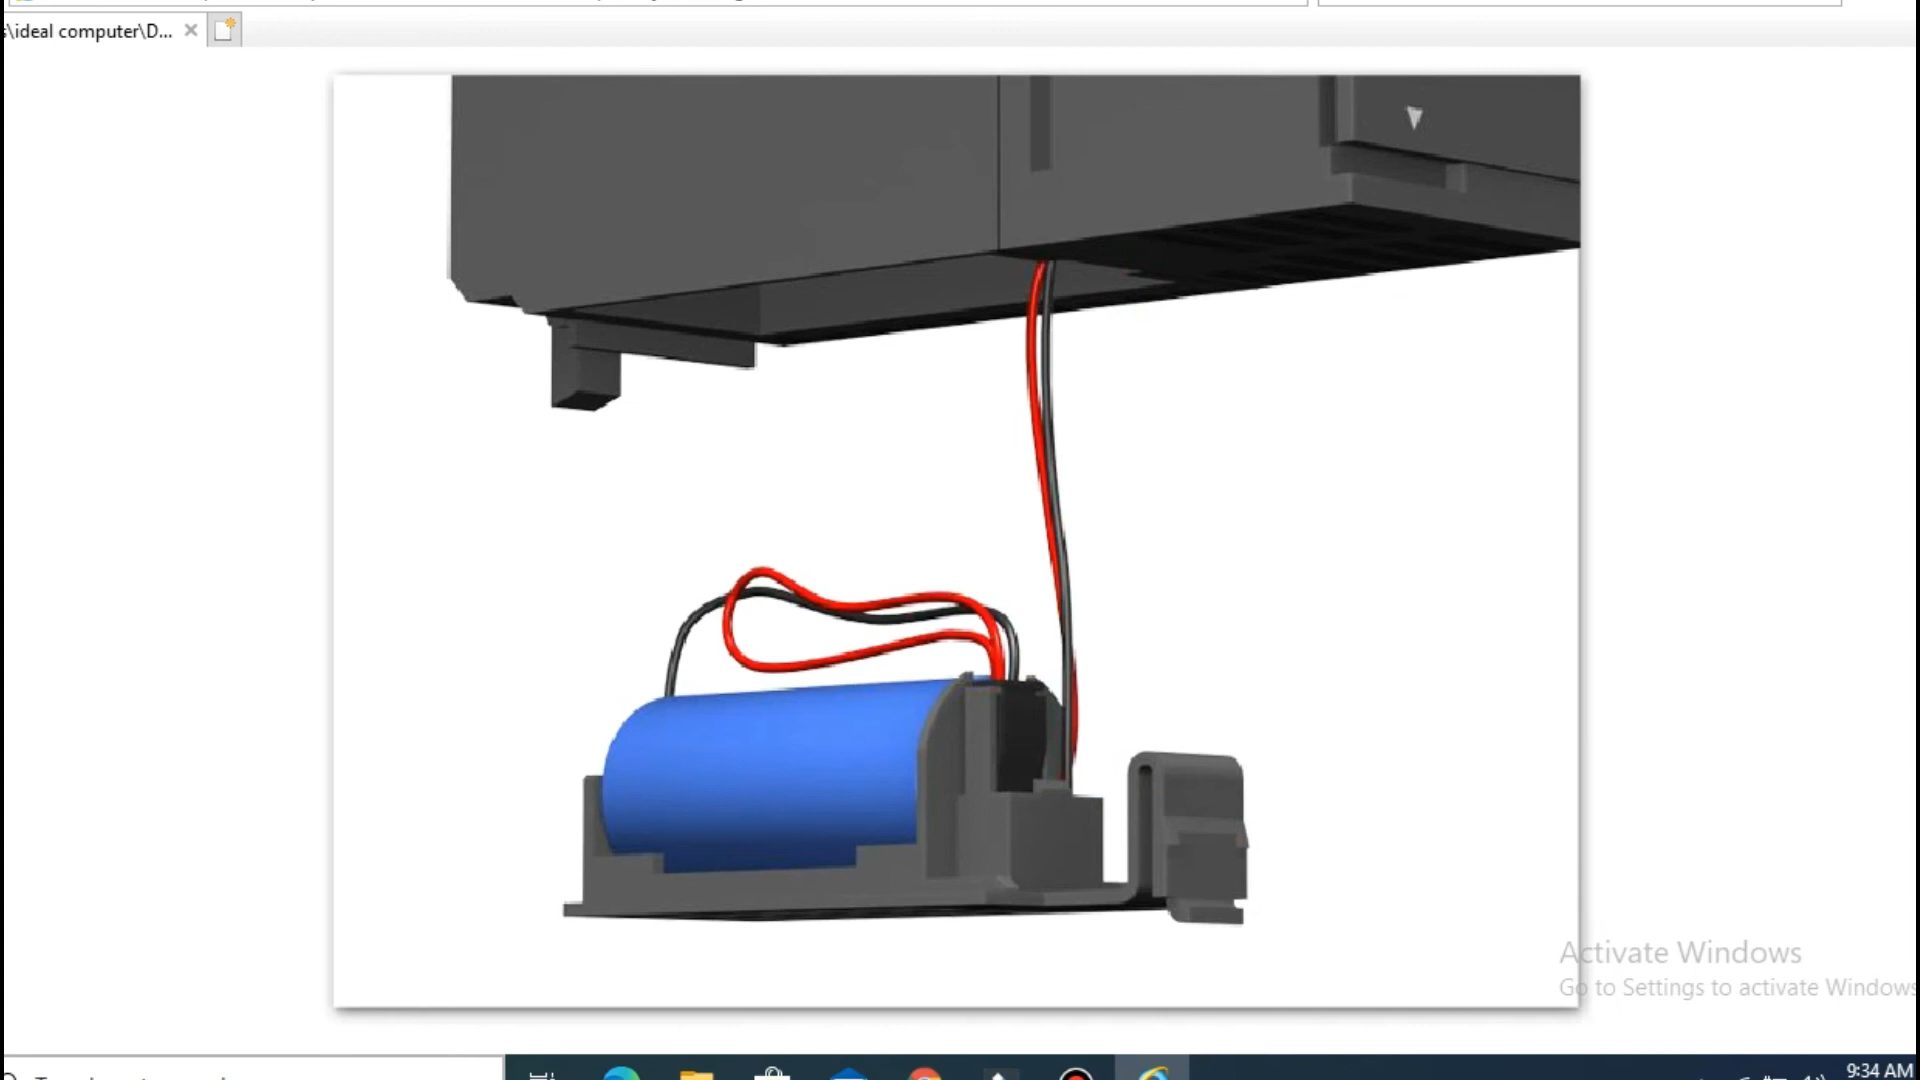 s\ideal computer\D...
Activate Windows
Go to Settings to activate Windows
9:34 AM